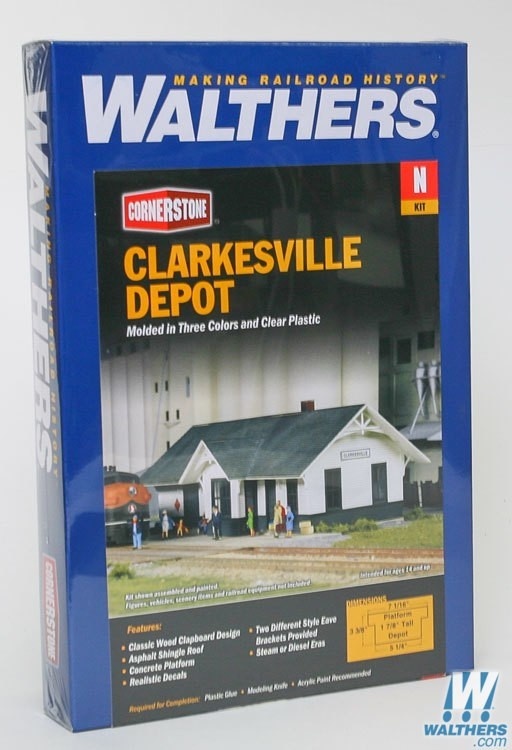 MAKING RAILROAD HISTORY™
WALTHERS®
CORNERSTONE
N
KIT
CLARKESVILLE
DEPOT
Molded in Three Colors and Clear Plastic
CLARKESVILLE
Kit shown assembled and painted.
Figures, vehicles, scenery items and railroad equipment not included.
Intended for ages 14 and up
Features:
• Classic Wood Clapboard Design
• Asphalt Shingle Roof
• Concrete Platform
• Realistic Decals
• Two Different Style Eave
Brackets Provided
• Steam or Diesel Eras
DIMENSIONS
7 1/16"
Platform
3 3/8"
1 7/8" Tall
Depot
5 1/4"
Required for Completion: Plastic Glue • Modeling Knife • Acrylic Paint Recommended
MAKING RAILROAD HISTORY
WALTHERS
CORNERSTONE
W
WALTHERS
.com